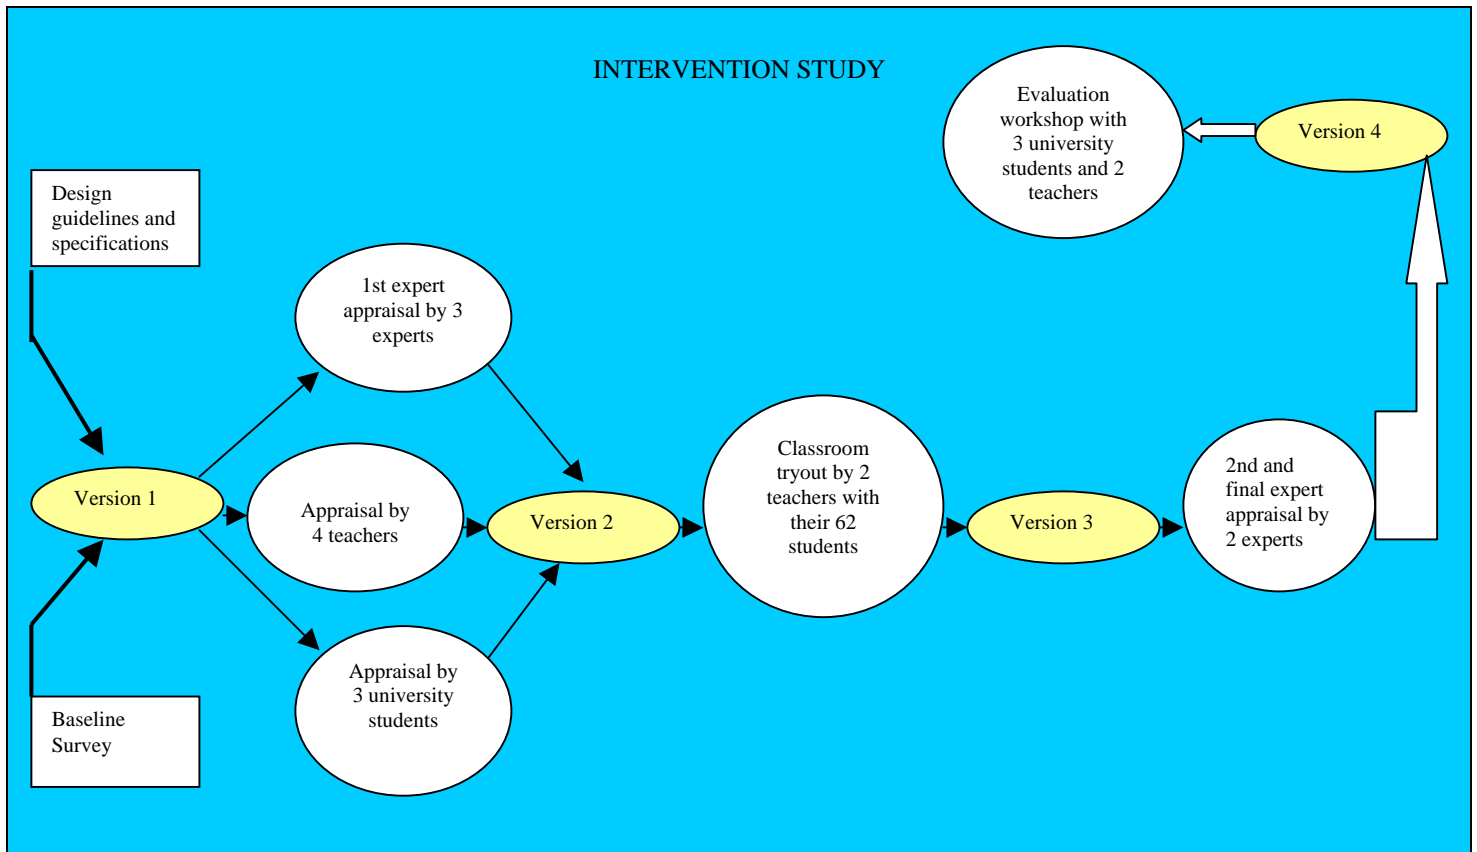 INTERVENTION STUDY
Evaluation
workshop with
3 university
students and 2
teachers
Version 4
Design
guidelines and
specifications
1st expert
appraisal by 3
experts
Version 1
Appraisal by
4 teachers
Version 2
Classroom
tryout by 2
teachers with
their 62
students
Version 3
2nd and
final expert
appraisal by
2 experts
Appraisal by
3 university
students
Baseline
Survey